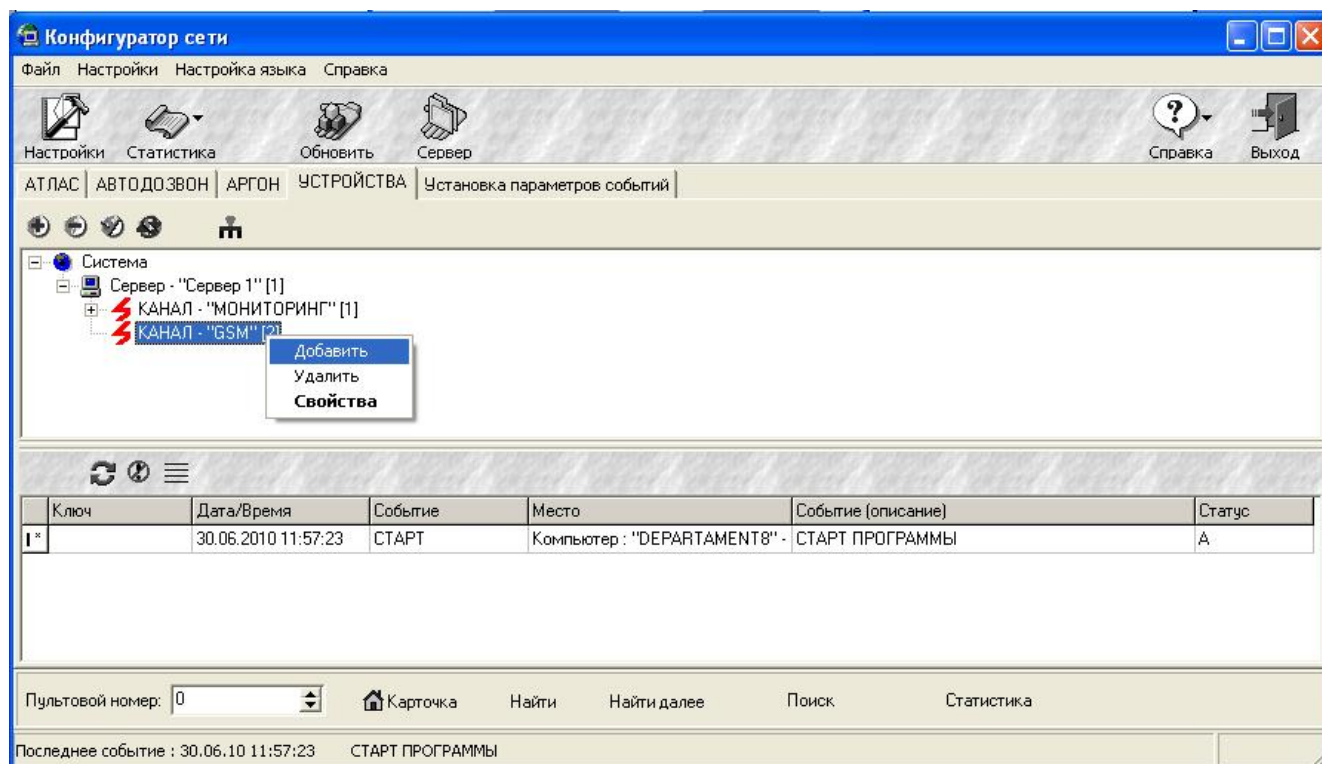 Конфигуратор сети
Файл Настройки Настройка языка Справка
Настройки Статистика Обновить Сервер Справка Выход
АТЛАС АВТОДОЗВОН АРГОН УСТРОЙСТВА Установка параметров событий
Система
Сервер - "Сервер 1" [1]
КАНАЛ - "МОНИТОРИНГ" [1]
КАНАЛ - "GSM" [2]
Добавить
Удалить
Свойства
Ключ Дата/Время Событие Место Событие (описание) Статус
30.06.2010 11:57:23 СТАРТ Компьютер : "DEPARTAMENT8" - СТАРТ ПРОГРАММЫ A
Пультовой номер: 0 Карточка Найти Найти далее Поиск Статистика
Последнее событие : 30.06.10 11:57:23 СТАРТ ПРОГРАММЫ